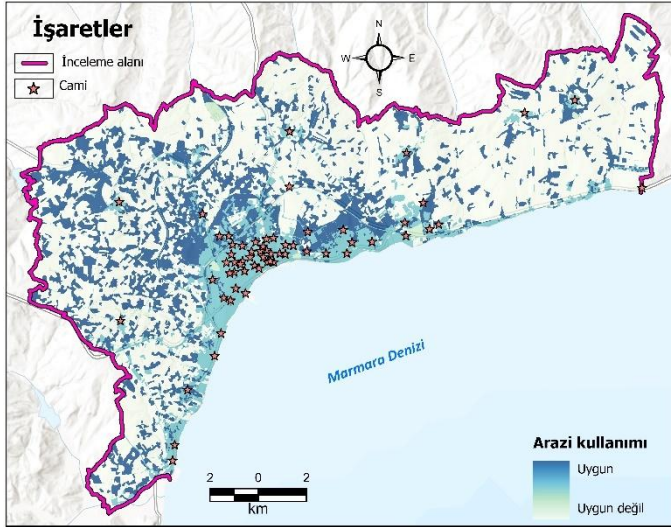 İşaretler
İnceleme alanı
Cami
N
W E
S
Marmara Denizi
2 0 2
km
Arazi kullanımı
Uygun
Uygun değil